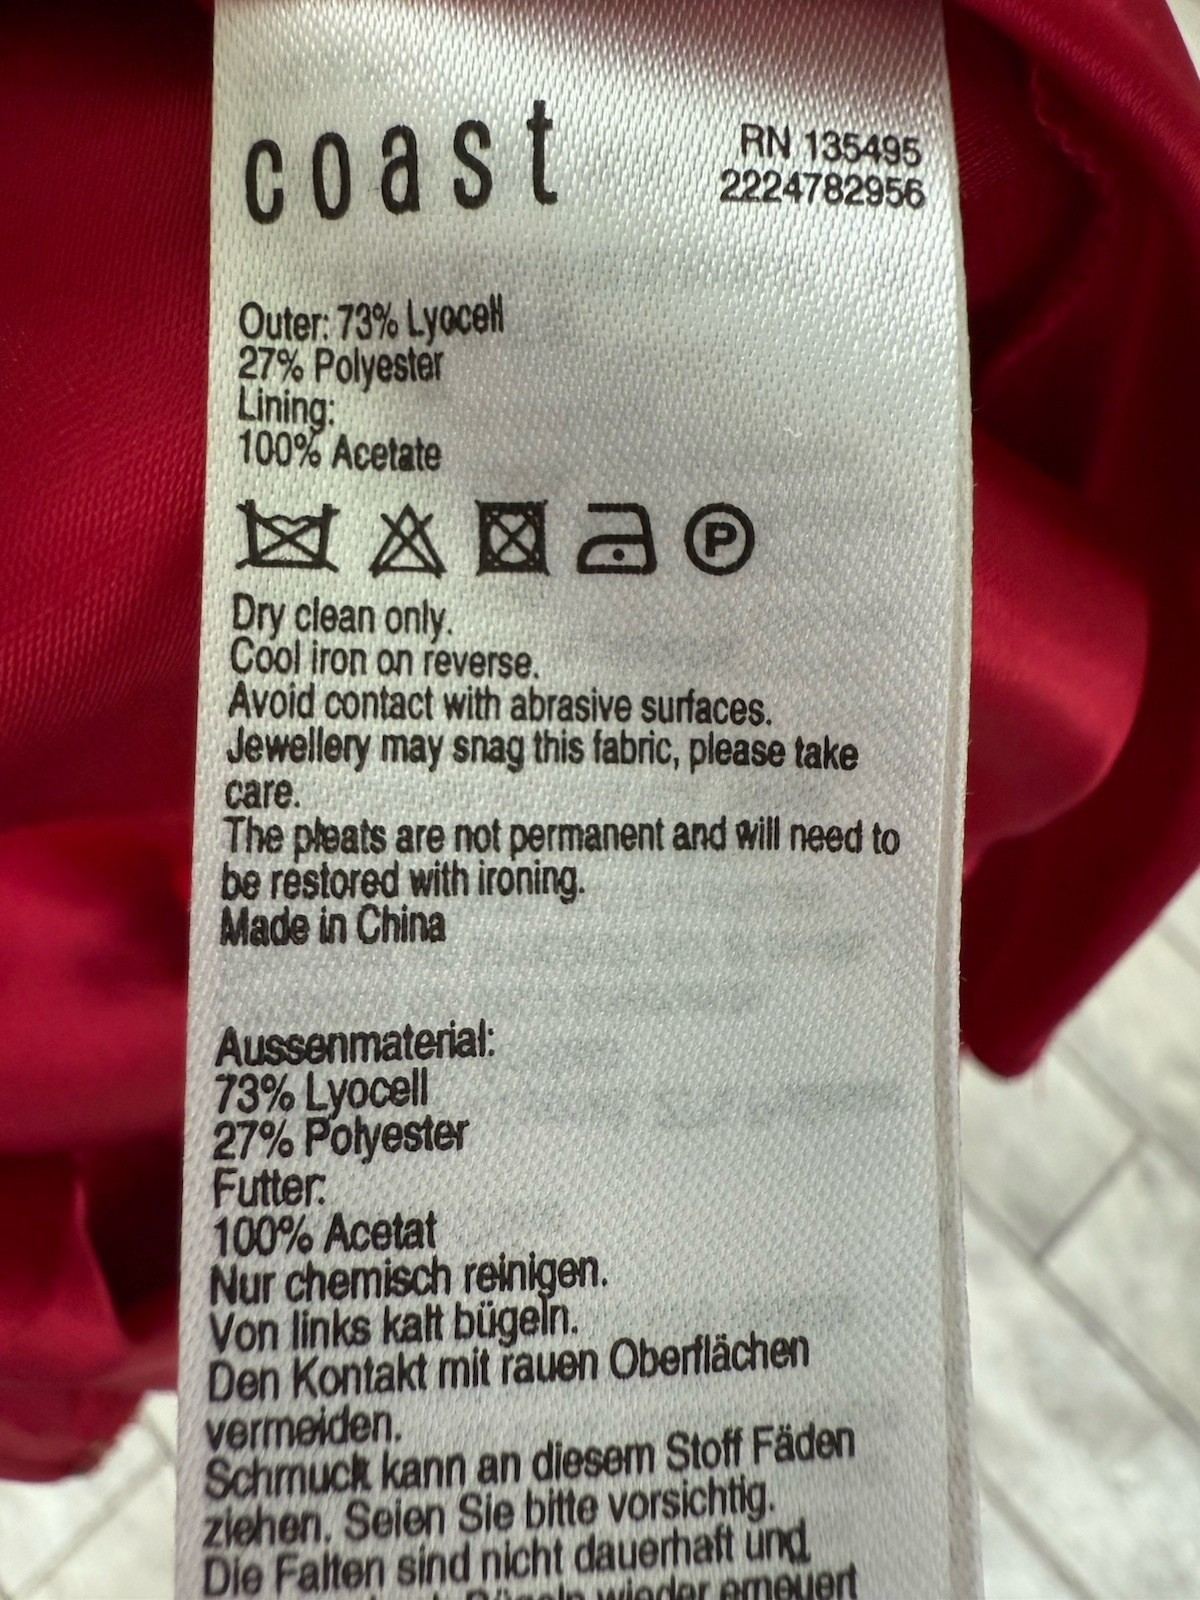 coast
RN 135495
2224782956
Outer: 73% Lyocell
27% Polyester
Lining:
100% Acetate
P
Dry clean only.
Cool iron on reverse.
Avoid contact with abrasive surfaces.
Jewellery may snag this fabric, please take
care.
The pleats are not permanent and will need to
be restored with ironing.
Made in China
Aussenmaterial:
73% Lyocell
27% Polyester
Futter:
100% Acetat
Nur chemisch reinigen.
Von links kalt bügeln.
Den Kontakt mit rauen Oberflächen
vermeiden.
Schmuck kann an diesem Stoff Fäden
ziehen. Seien Sie bitte vorsichtig.
Die Falten sind nicht dauerhaft und
Bügeln wieder erneuert